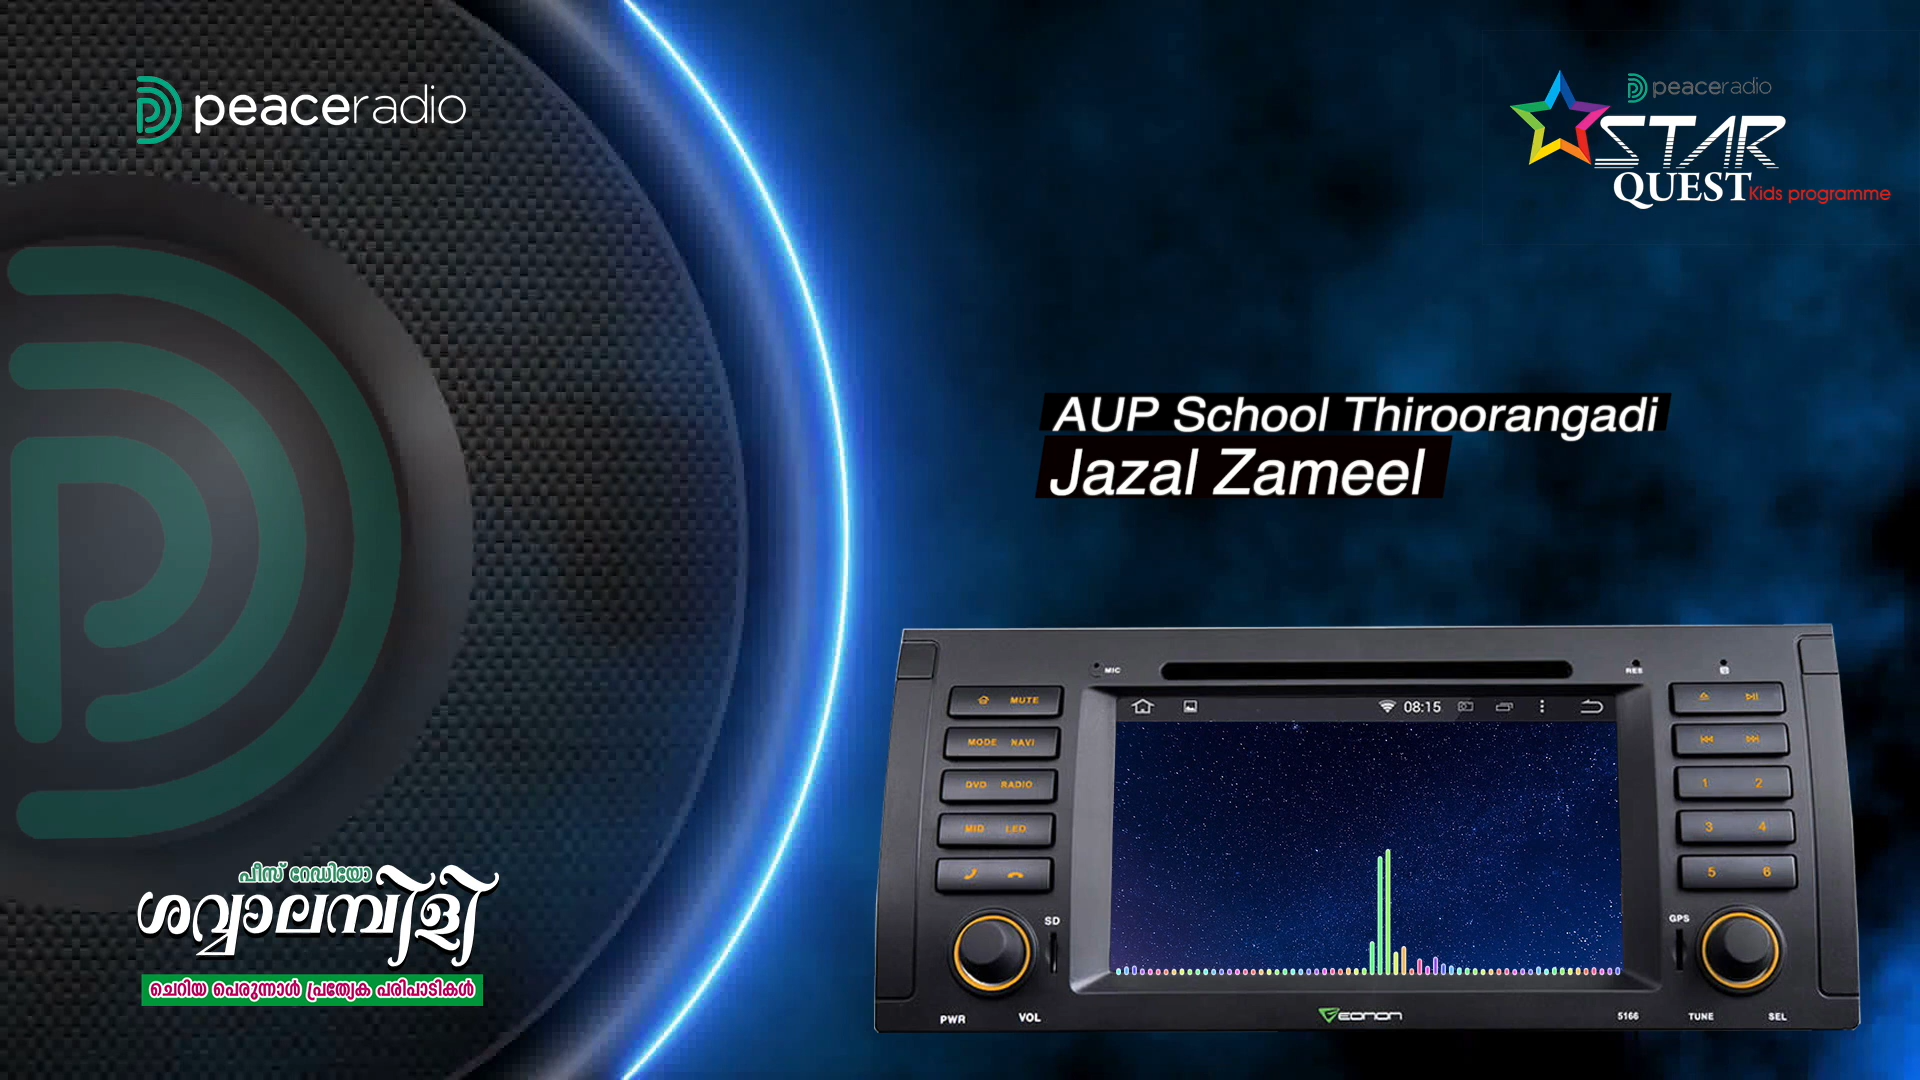 peaceradio
peaceradio
STAR
QUEST Kids programme
AUP School Thiroorangadi
Jazal Zameel
MIC
RES
MUTE
08:15
MODE NAVI
DVD RADIO
1 2
MID LED
3 4
5 6
SD
GPS
PWR VOL
EONON
5166
TUNE SEL
പീസ് റേഡിയോ
ശവ്വാലമ്പിളി
ചെറിയ പെരുന്നാൾ പ്രത്യേക പരിപാടികൾ